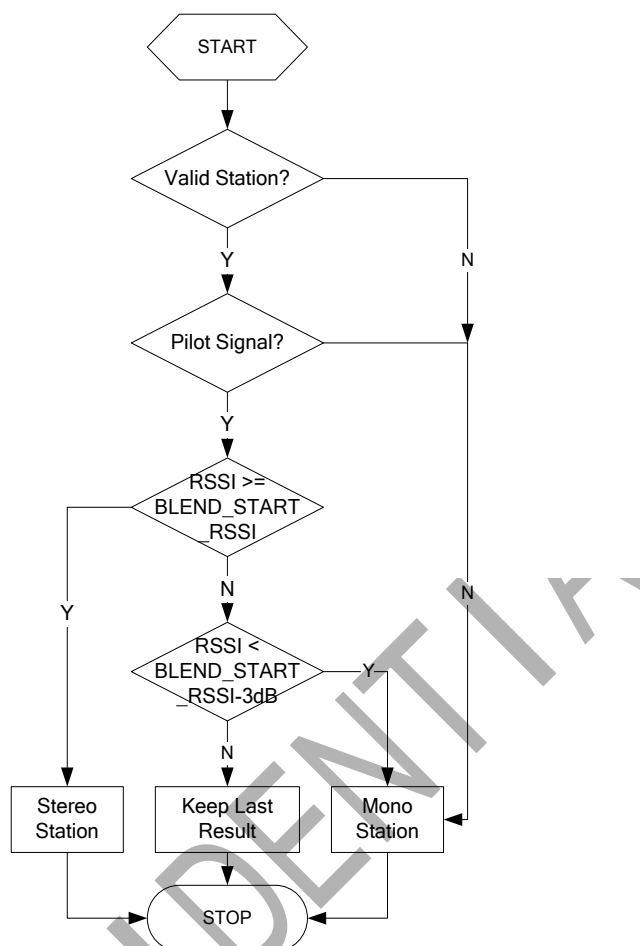 START
Valid Station?
Y
N
Pilot Signal?
Y
RSSI >=
BLEND_START
_RSSI
N
N
Y
RSSI <
BLEND_START
_RSSI-3dB
Y
N
Stereo
Station
Keep Last
Result
Mono
Station
STOP